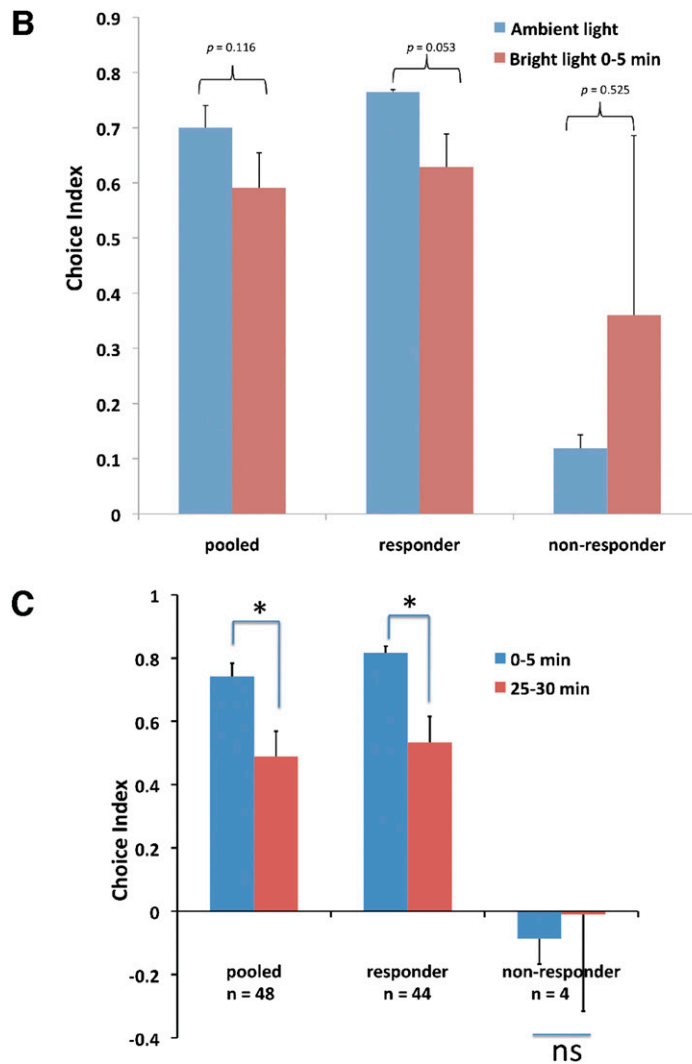 B
Ambient light
Bright light 0-5 min
p = 0.116
p = 0.053
p = 0.525
Choice Index
0.9
0.8
0.7
0.6
0.5
0.4
0.3
0.2
0.1
0
pooled responder non-responder
C
0-5 min
25-30 min
* *
Choice Index
1
0.8
0.6
0.4
0.2
0
-0.2
-0.4
pooled responder non-responder
n = 48 n = 44 n = 4
ns